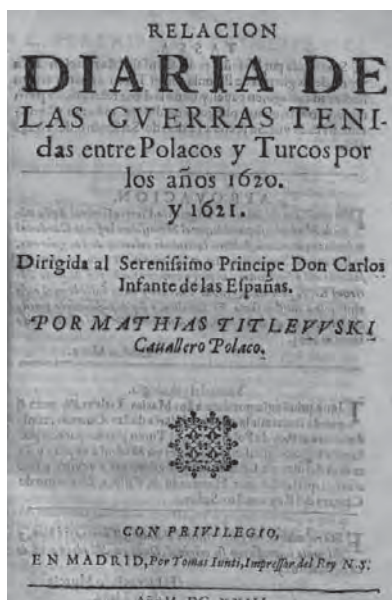 RELACION
DIARIA DE
LAS GVERRAS TENI-
das entre Polacos y Turcos por
los años 1620.
y 1621.
Dirigida al Sereniſsimo Principe Don Carlos
Infante de las Eſpañas.
POR MATHIAS TITLEVVSKI
Cauallero Polaco.
CON PRIVILEGIO,
EN MADRID, Por Tomas Iunti, Impreſſor del Rey N.S.